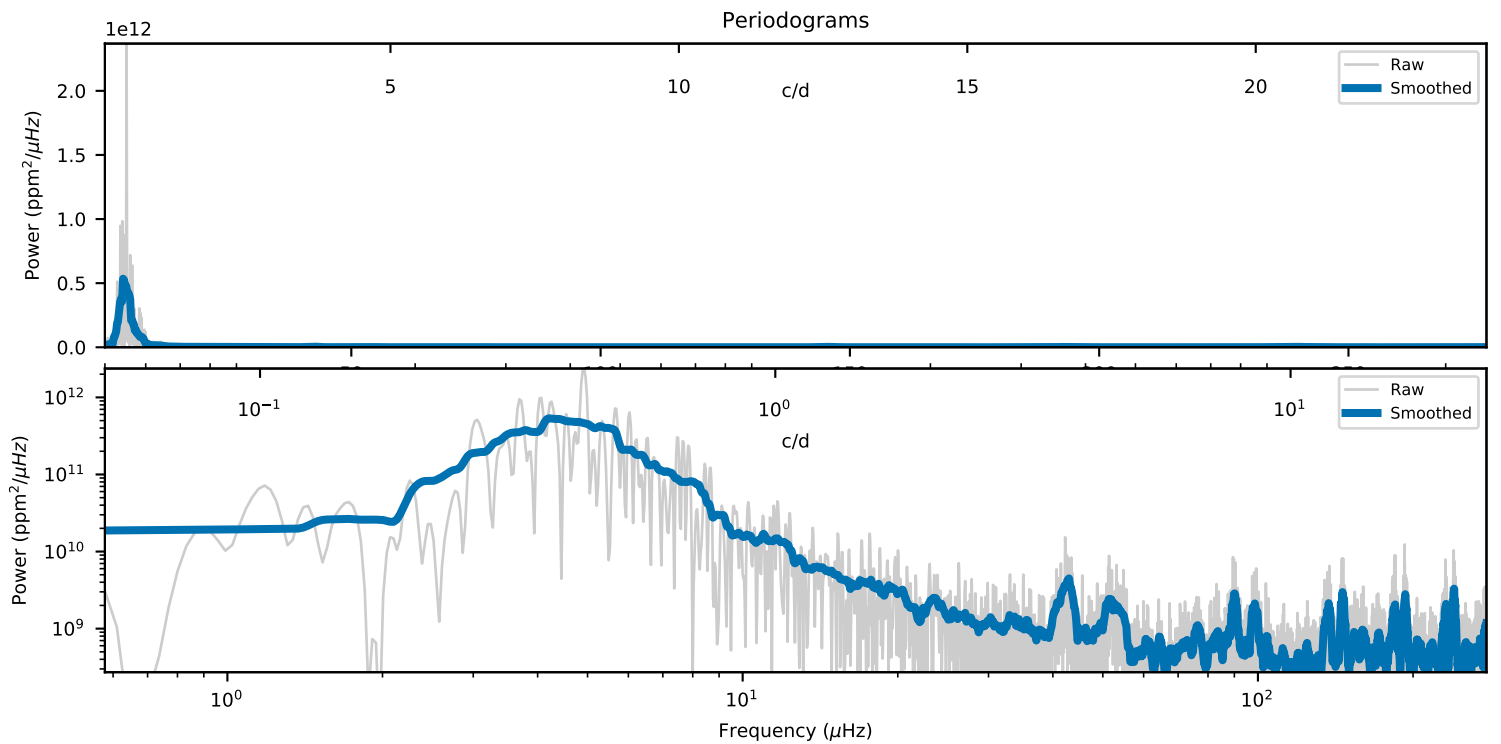 Periodograms
1e12
5 10 15 20
c/d
Raw
Smoothed
Power (ppm²/μHz)
2.0
1.5
1.0
0.5
0.0
10⁻¹ 10⁰ 10¹
c/d
Raw
Smoothed
Power (ppm²/μHz)
10¹²
10¹¹
10¹⁰
10⁹
10⁰ 10¹ 10²
Frequency (μHz)